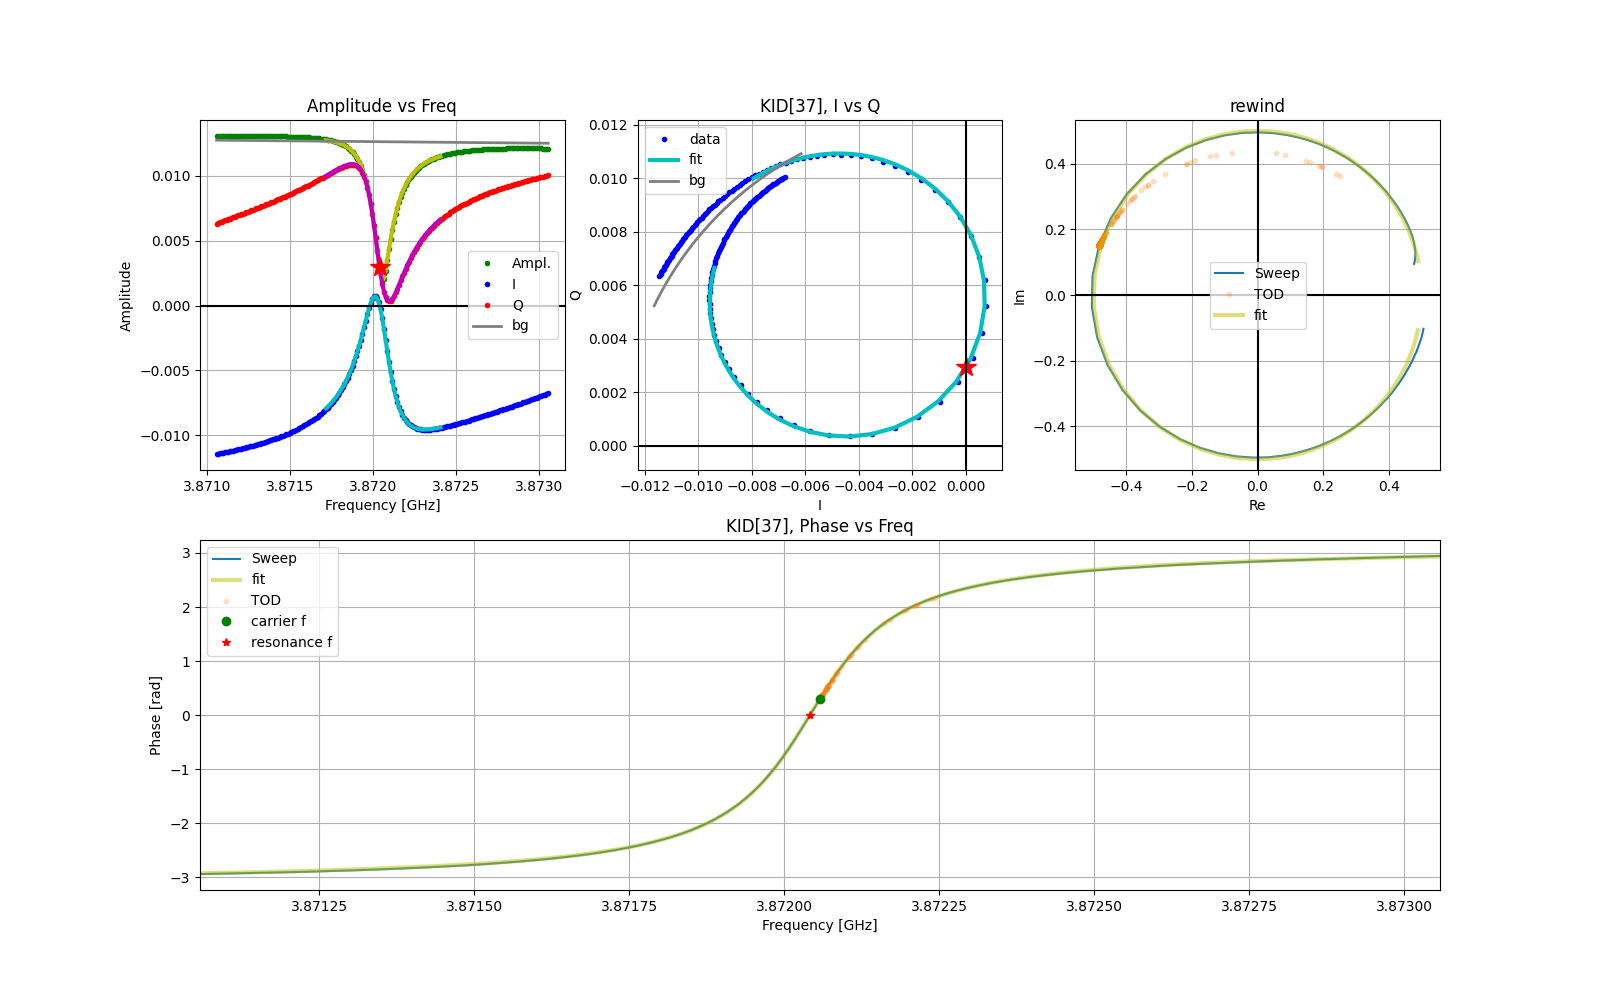 Amplitude vs Freq
Amplitude
0.010
0.005
0.000
−0.005
−0.010
3.8710 3.8715 3.8720 3.8725 3.8730
Frequency [GHz]
Ampl.
I
Q
bg
KID[37], I vs Q
Q
0.012
0.010
0.008
0.006
0.004
0.002
0.000
−0.012 −0.010 −0.008 −0.006 −0.004 −0.002 0.000
I
data
fit
bg
rewind
Im
0.4
0.2
0.0
−0.2
−0.4
−0.4 −0.2 0.0 0.2 0.4
Re
Sweep
TOD
fit
KID[37], Phase vs Freq
Phase [rad]
3
2
1
0
−1
−2
−3
3.87125 3.87150 3.87175 3.87200 3.87225 3.87250 3.87275 3.87300
Frequency [GHz]
Sweep
fit
TOD
carrier f
resonance f